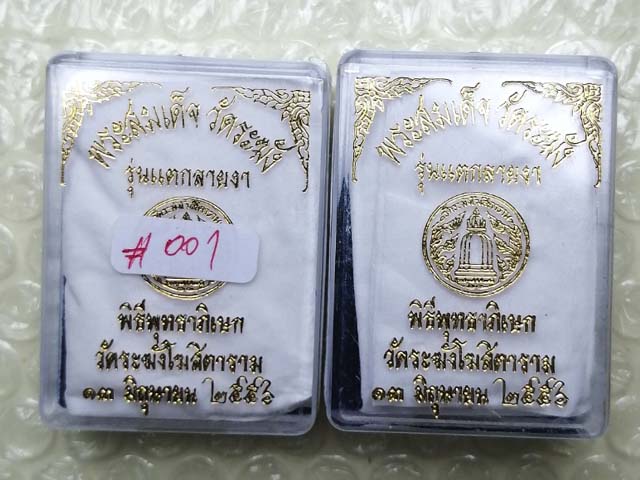 พระสมเด็จ วัดระฆัง
รุ่นแตกลายงา
#001
พิธีพุทธาภิเษก
วัดระฆังโฆสิตาราม
๑๓ มิถุนายน ๒๕๕๖
พระสมเด็จ วัดระฆัง
รุ่นแตกลายงา
พิธีพุทธาภิเษก
วัดระฆังโฆสิตาราม
๑๓ มิถุนายน ๒๕๕๖